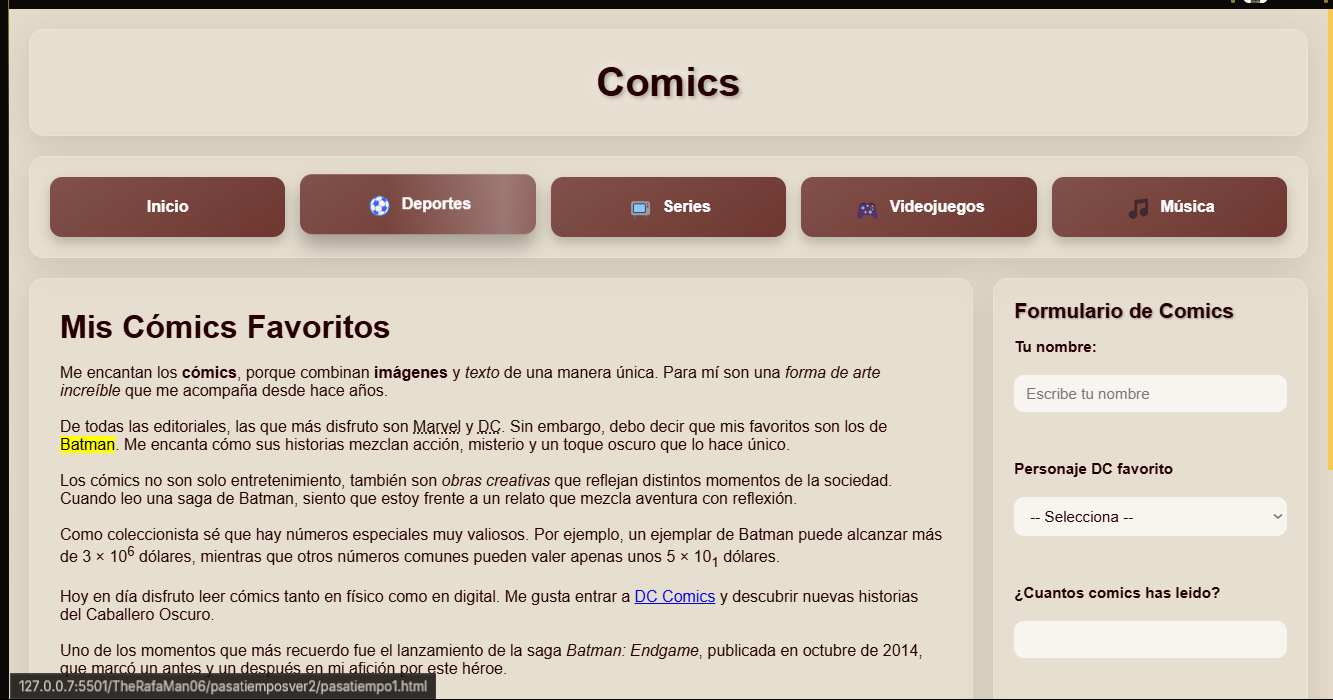 Comics
Inicio
Deportes
Series
Videojuegos
Música
Mis Cómics Favoritos
Me encantan los cómics, porque combinan imágenes y texto de una manera única. Para mí son una forma de arte
increíble que me acompaña desde hace años.
De todas las editoriales, las que más disfruto son Marvel y DC. Sin embargo, debo decir que mis favoritos son los de
Batman. Me encanta cómo sus historias mezclan acción, misterio y un toque oscuro que lo hace único.
Los cómics no son solo entretenimiento, también son obras creativas que reflejan distintos momentos de la sociedad.
Cuando leo una saga de Batman, siento que estoy frente a un relato que mezcla aventura con reflexión.
Como coleccionista sé que hay números especiales muy valiosos. Por ejemplo, un ejemplar de Batman puede alcanzar más
de 3 × 10⁶ dólares, mientras que otros números comunes pueden valer apenas unos 5 × 10₁ dólares.
Hoy en día disfruto leer cómics tanto en físico como en digital. Me gusta entrar a DC Comics y descubrir nuevas historias
del Caballero Oscuro.
Uno de los momentos que más recuerdo fue el lanzamiento de la saga Batman: Endgame, publicada en octubre de 2014,
que marcó un antes y un después en mi afición por este héroe.
Formulario de Comics
Tu nombre:
Escribe tu nombre
Personaje DC favorito
-- Selecciona --
¿Cuantos comics has leido?
127.0.0.7:5501/TheRafaMan06/pasatiemposver2/pasatiempo1.html